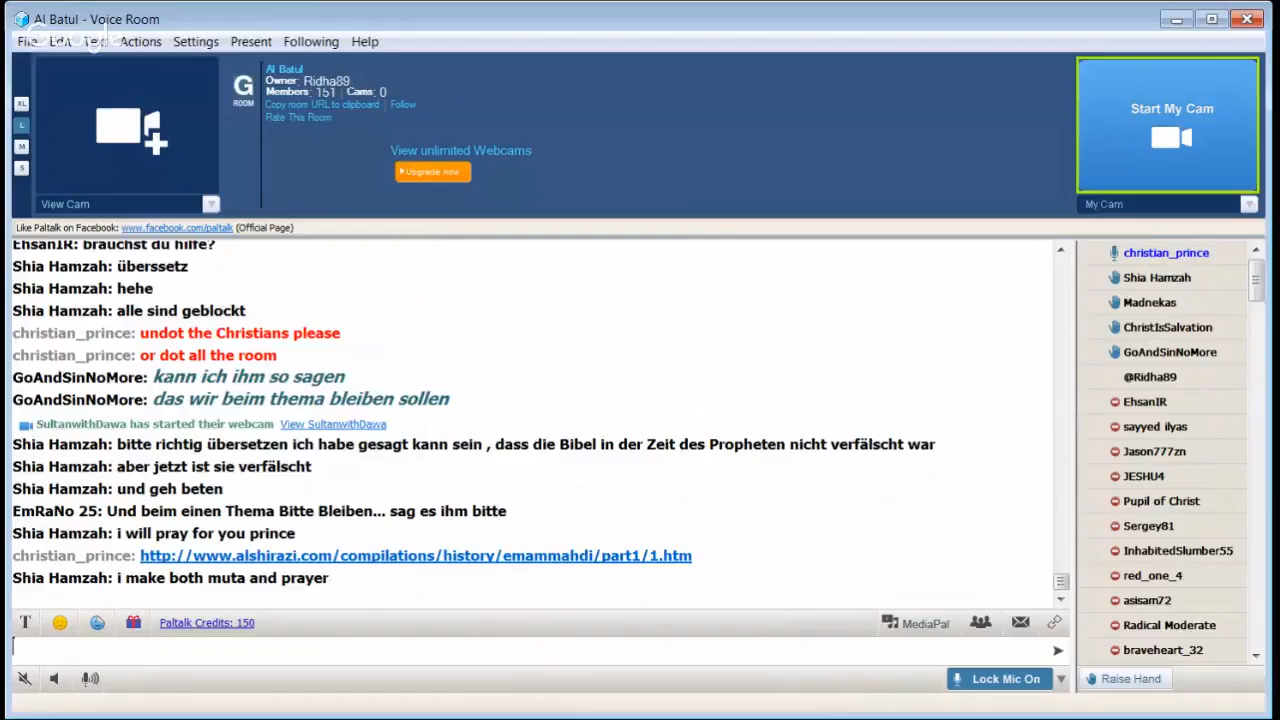 Al Batul - Voice Room
Google
File Edit Text Actions Settings Present Following Help
XL
L
M
S
View Cam
G
ROOM
Al Batul
Owner: Ridha89
Members: 151 | Cams: 0
Copy room URL to clipboard | Follow
Rate This Room
View unlimited Webcams
Upgrade now
Start My Cam
My Cam
Like Paltalk on Facebook: www.facebook.com/paltalk (Official Page)
EhsanIR: brauchst du hilfe?
Shia Hamzah: überssetz
Shia Hamzah: hehe
Shia Hamzah: alle sind geblockt
christian_prince: undot the Christians please
christian_prince: or dot all the room
GoAndSinNoMore: kann ich ihm so sagen
GoAndSinNoMore: das wir beim thema bleiben sollen
SultanwithDawa has started their webcam View SultanwithDawa
Shia Hamzah: bitte richtig übersetzen ich habe gesagt kann sein , dass die Bibel in der Zeit des Propheten nicht verfälscht war
Shia Hamzah: aber jetzt ist sie verfälscht
Shia Hamzah: und geh beten
EmRaNo 25: Und beim einen Thema Bitte Bleiben... sag es ihm bitte
Shia Hamzah: i will pray for you prince
christian_prince: http://www.alshirazi.com/compilations/history/emammahdi/part1/1.htm
Shia Hamzah: i make both muta and prayer
christian_prince
Shia Hamzah
Madnekas
ChristIsSalvation
GoAndSinNoMore
@Ridha89
EhsanIR
sayyed ilyas
Jason777zn
JESHU4
Pupil of Christ
Sergey81
InhabitedSlumber55
red_one_4
asisam72
Radical Moderate
braveheart_32
T Paltalk Credits: 150 MediaPal
Lock Mic On
Raise Hand